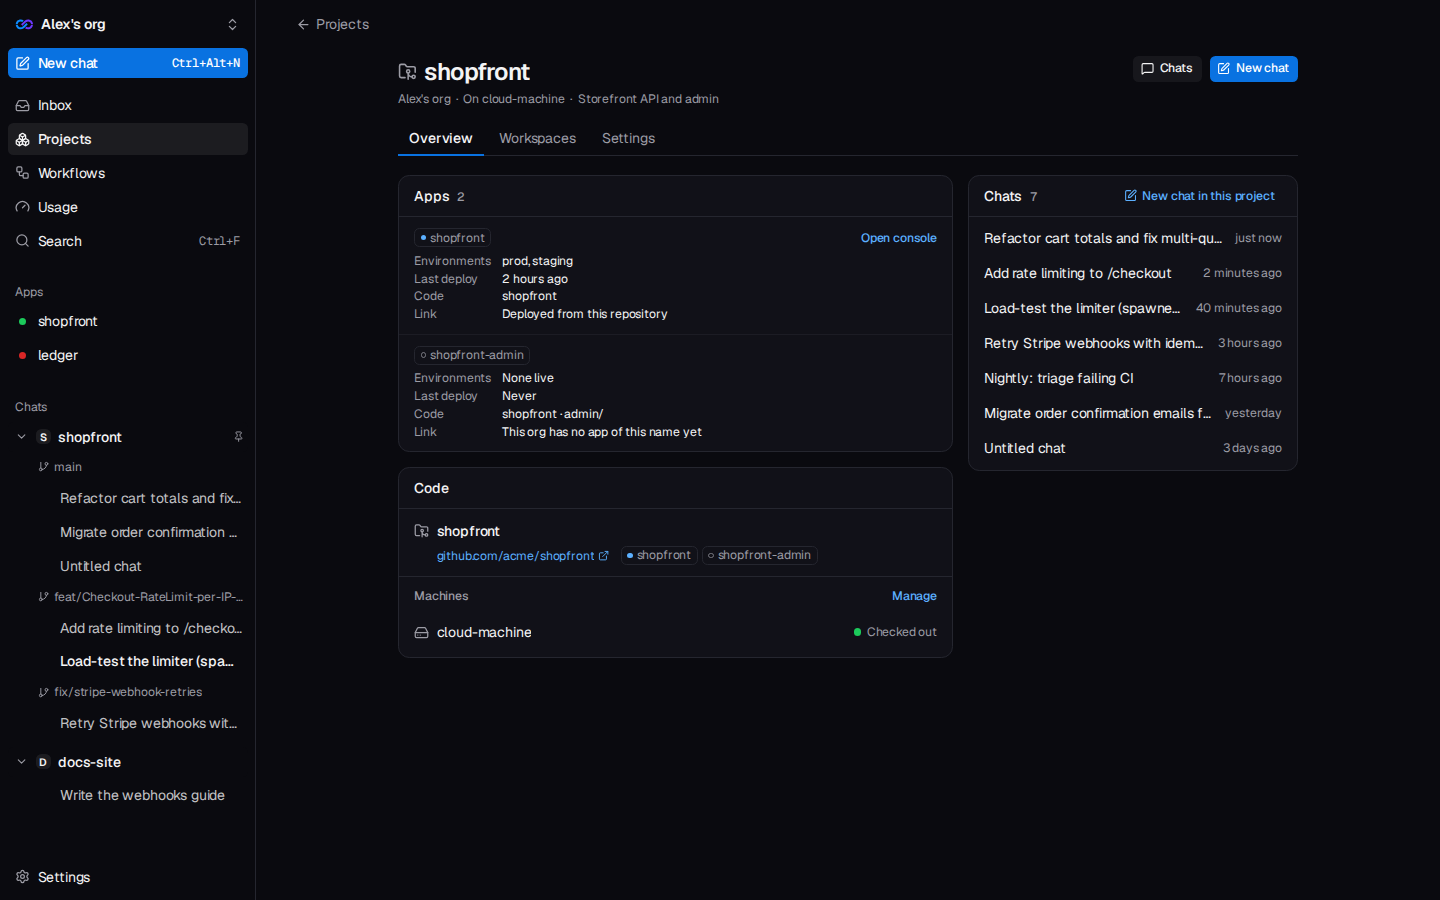 Alex's org
New chat Ctrl+Alt+N
Inbox
Projects
Workflows
Usage
Search Ctrl+F
Apps
shopfront
ledger
Chats
S shopfront
main
Refactor cart totals and fix...
Migrate order confirmation ...
Untitled chat
feat/Checkout-RateLimit-per-IP-...
Add rate limiting to /checko...
Load-test the limiter (spa...
fix/stripe-webhook-retries
Retry Stripe webhooks wit...
D docs-site
Write the webhooks guide
Settings
Projects
shopfront
Chats
New chat
Alex's org · On cloud-machine · Storefront API and admin
Overview Workspaces Settings
Apps 2
shopfront Open console
Environments prod, staging
Last deploy 2 hours ago
Code shopfront
Link Deployed from this repository
shopfront-admin
Environments None live
Last deploy Never
Code shopfront · admin/
Link This org has no app of this name yet
Code
shopfront
github.com/acme/shopfront shopfront shopfront-admin
Machines Manage
cloud-machine Checked out
Chats 7 New chat in this project
Refactor cart totals and fix multi-qu... just now
Add rate limiting to /checkout 2 minutes ago
Load-test the limiter (spawne... 40 minutes ago
Retry Stripe webhooks with idem... 3 hours ago
Nightly: triage failing CI 7 hours ago
Migrate order confirmation emails f... yesterday
Untitled chat 3 days ago